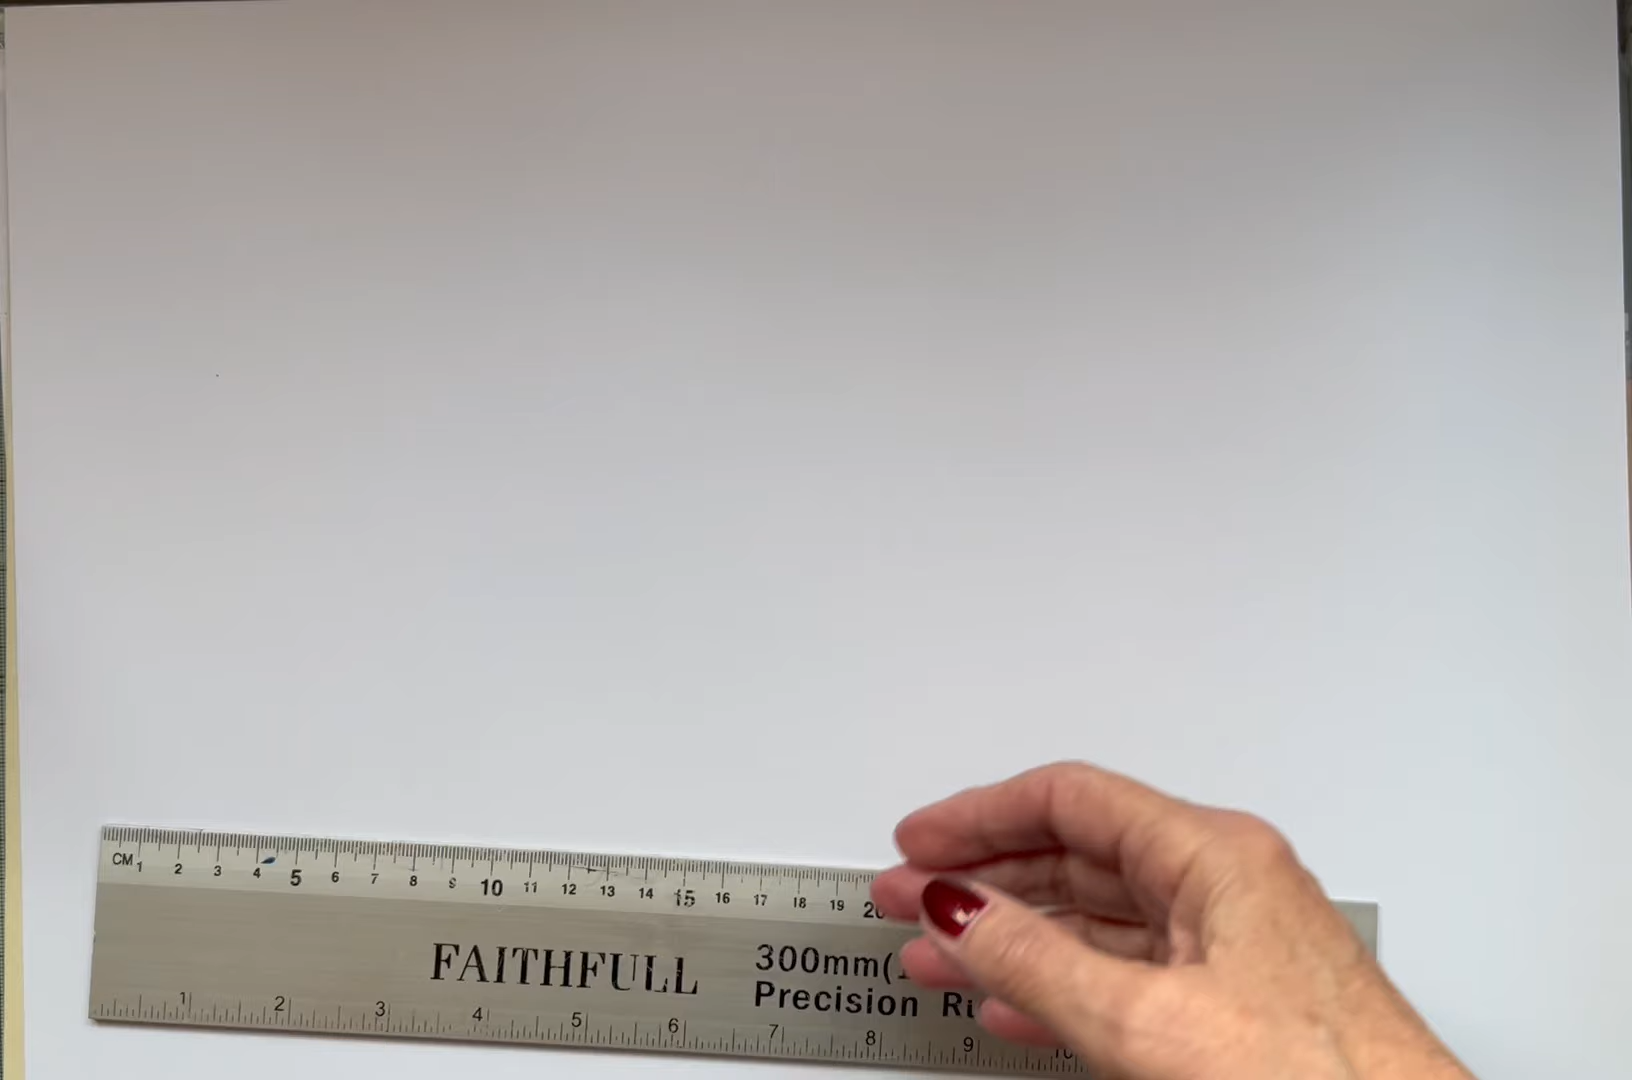 CM 1 2 3 4 5 6 7 8 9 10 11 12 13 14 15 16 17 18 19
FAITHFULL
300mm(
Precision
1 2 3 4 5 6 7 8 9 10